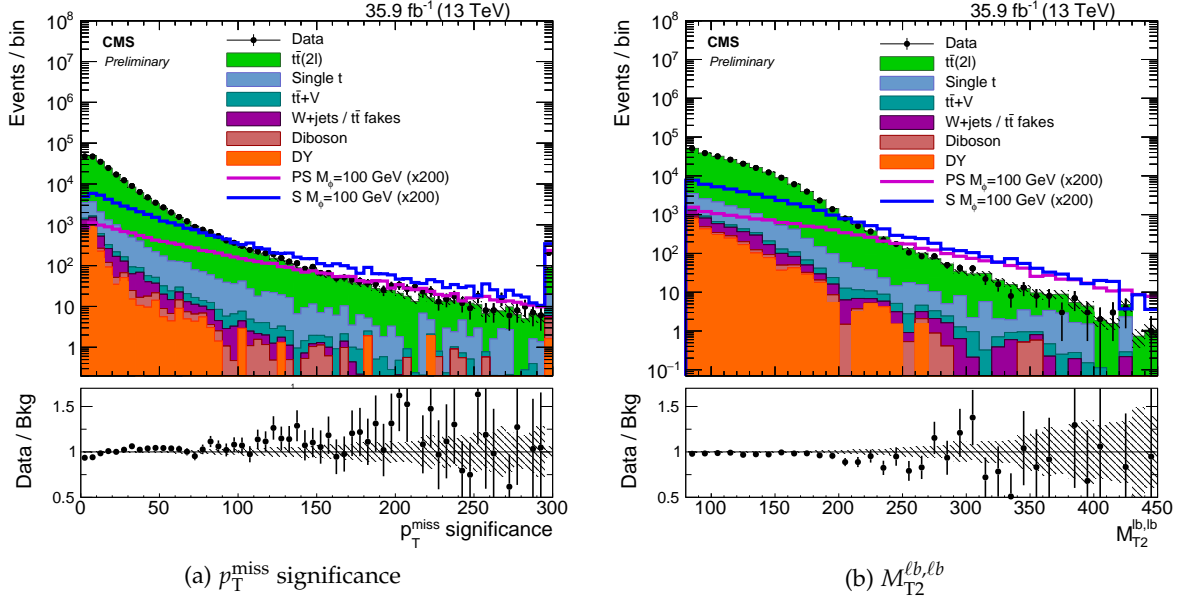 35.9 fb⁻¹ (13 TeV)
Events / bin
10⁸
10⁷
10⁶
10⁵
10⁴
10³
10²
10
1
CMS
Preliminary
Data
tt̄(2l)
Single t
tt̄+V
W+jets / tt̄ fakes
Diboson
DY
PS M_ϕ=100 GeV (x200)
S M_ϕ=100 GeV (x200)
Data / Bkg
1.5
1
0.5
0 50 100 150 200 250 300
p_T^miss significance
(a) p_T^miss significance
35.9 fb⁻¹ (13 TeV)
Events / bin
10⁸
10⁷
10⁶
10⁵
10⁴
10³
10²
10
1
10⁻¹
CMS
Preliminary
Data
tt̄(2l)
Single t
tt̄+V
W+jets / tt̄ fakes
Diboson
DY
PS M_ϕ=100 GeV (x200)
S M_ϕ=100 GeV (x200)
Data / Bkg
1.5
1
0.5
100 150 200 250 300 350 400 450
M_T2^lb,lb
(b) M_T2^ℓb,ℓb